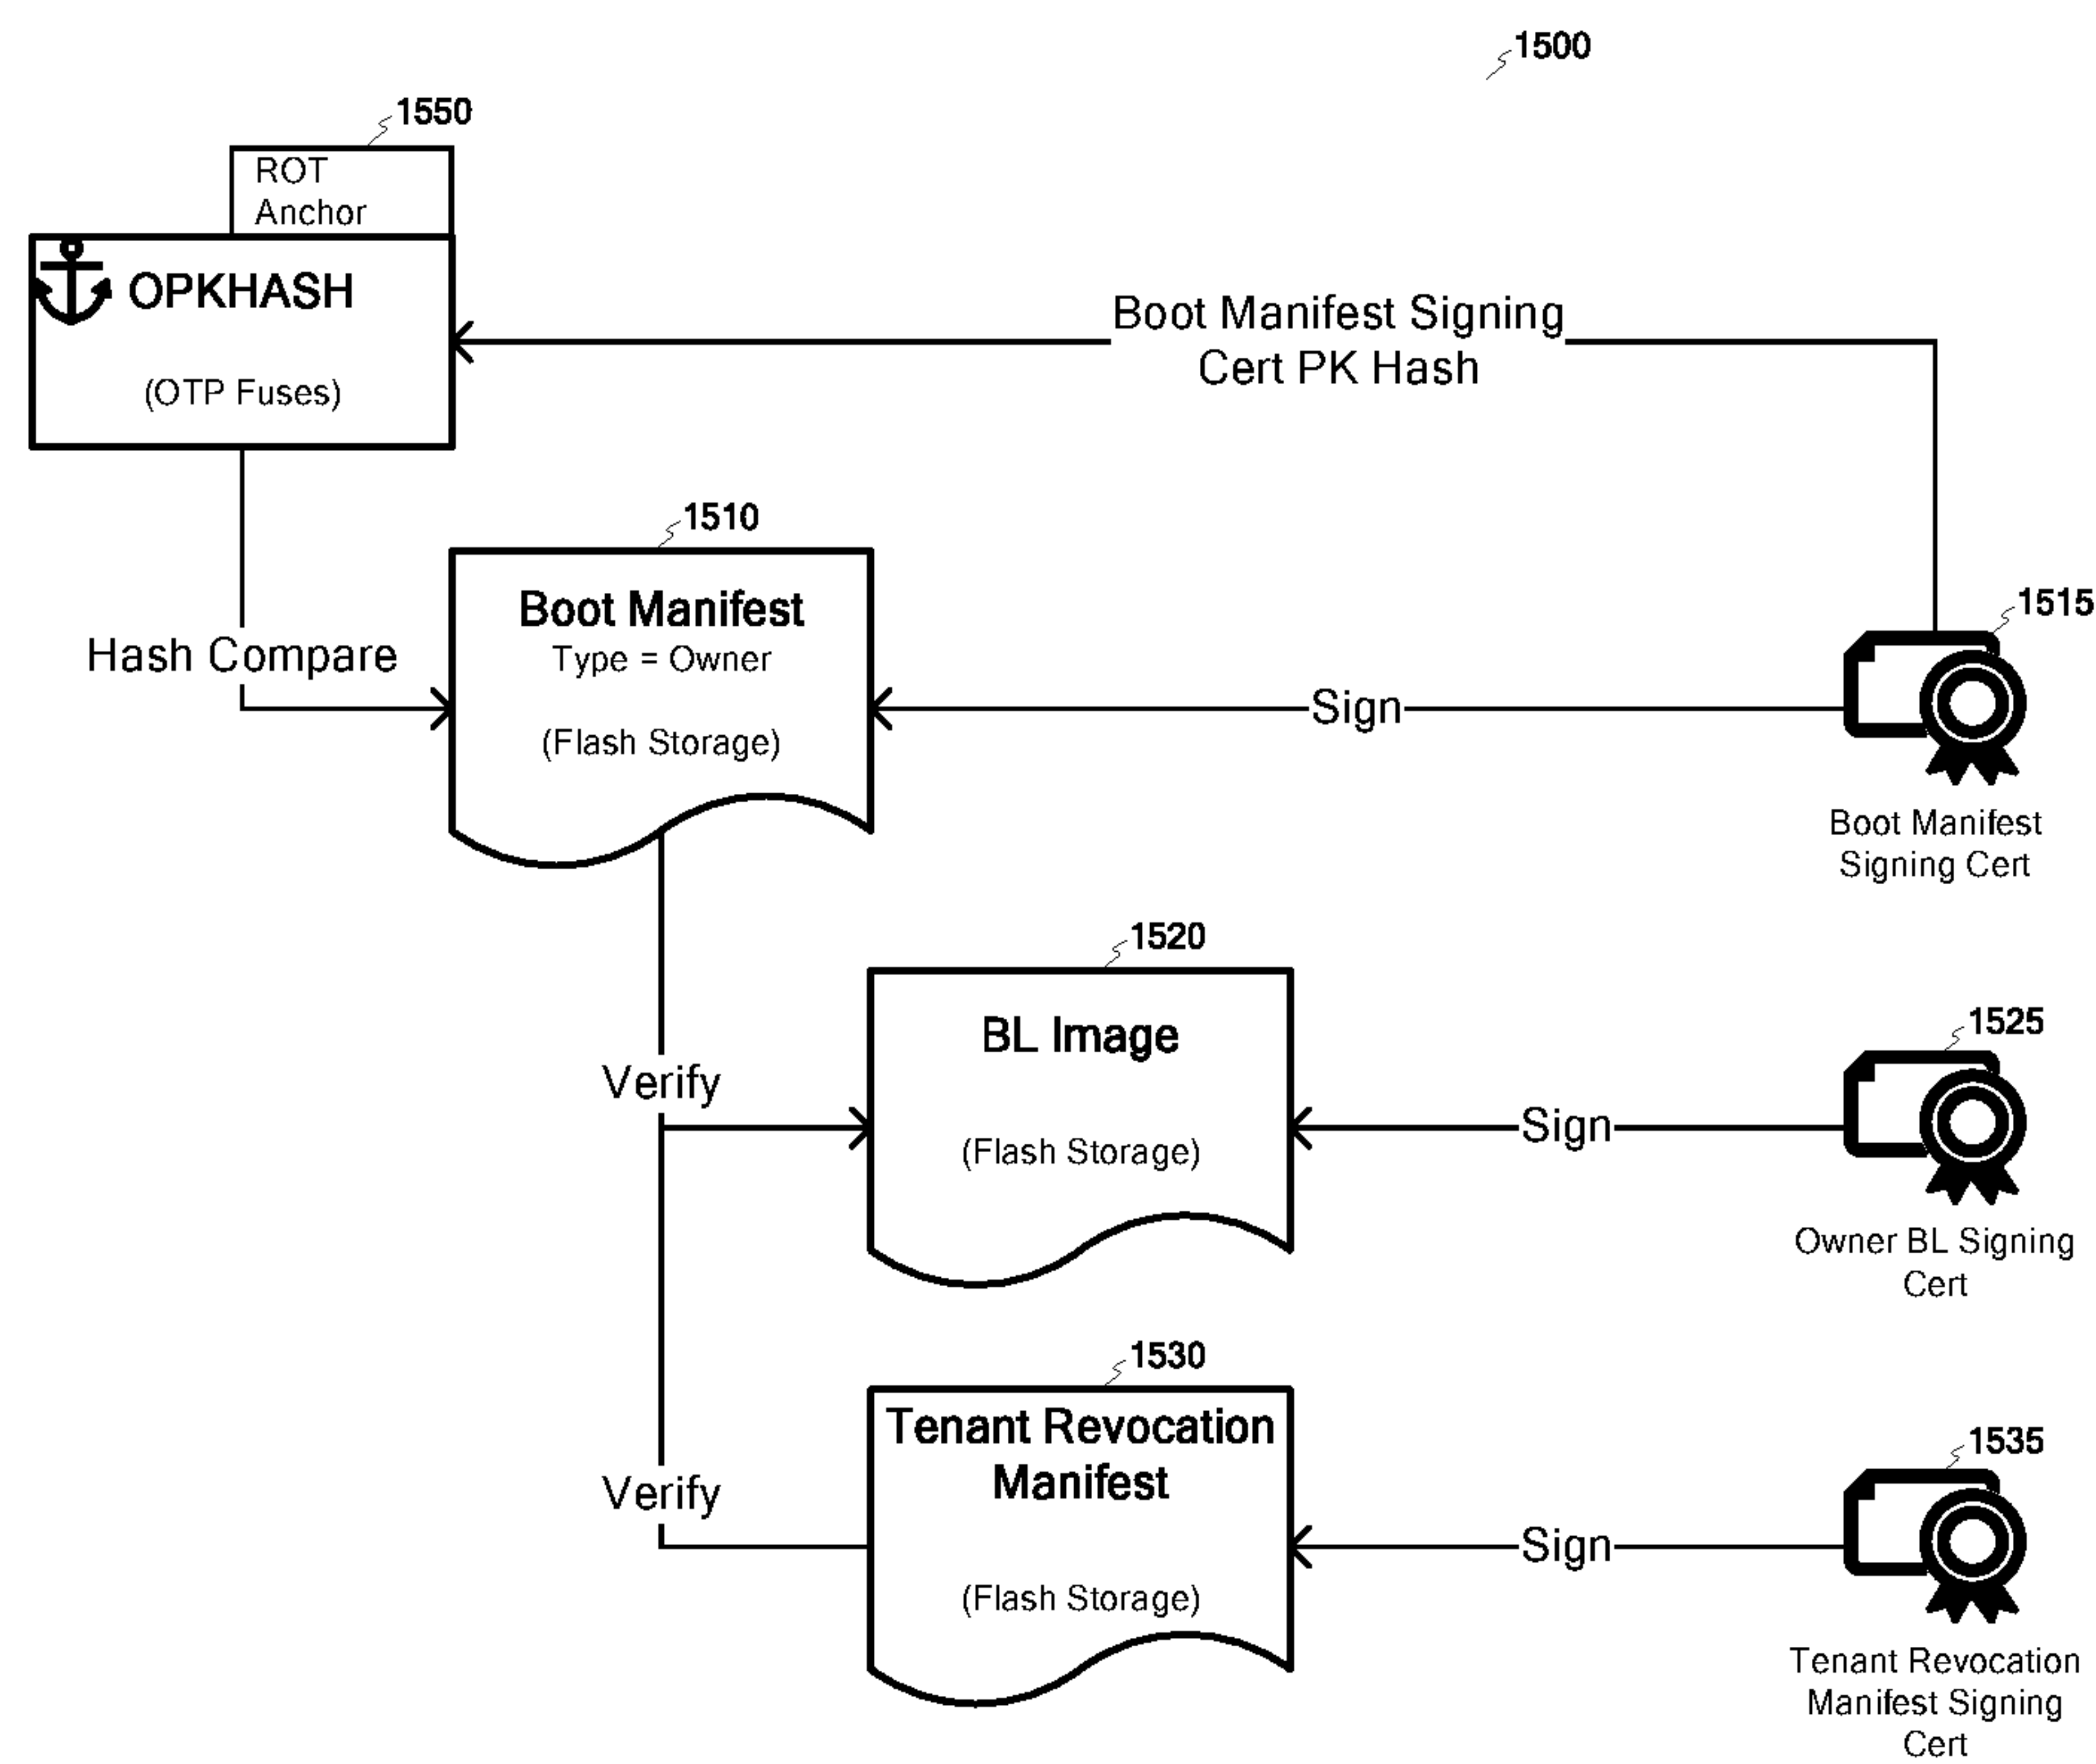 1500
1550
ROT
Anchor
OPKHASH
(OTP Fuses)
Boot Manifest Signing
Cert PK Hash
1510
Boot Manifest
Type = Owner
(Flash Storage)
Hash Compare
Sign
1515
Boot Manifest
Signing Cert
1520
BL Image
(Flash Storage)
Verify
Sign
1525
Owner BL Signing
Cert
1530
Tenant Revocation
Manifest
(Flash Storage)
Verify
Sign
1535
Tenant Revocation
Manifest Signing
Cert